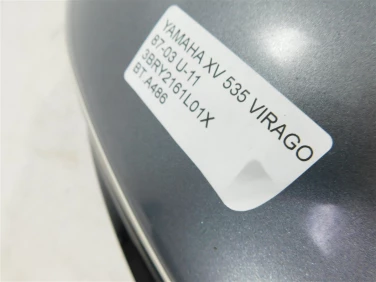 YAMAHA XV 535 VIRAGO
87-03 U-11
3BRY2161L01X
BT.A486